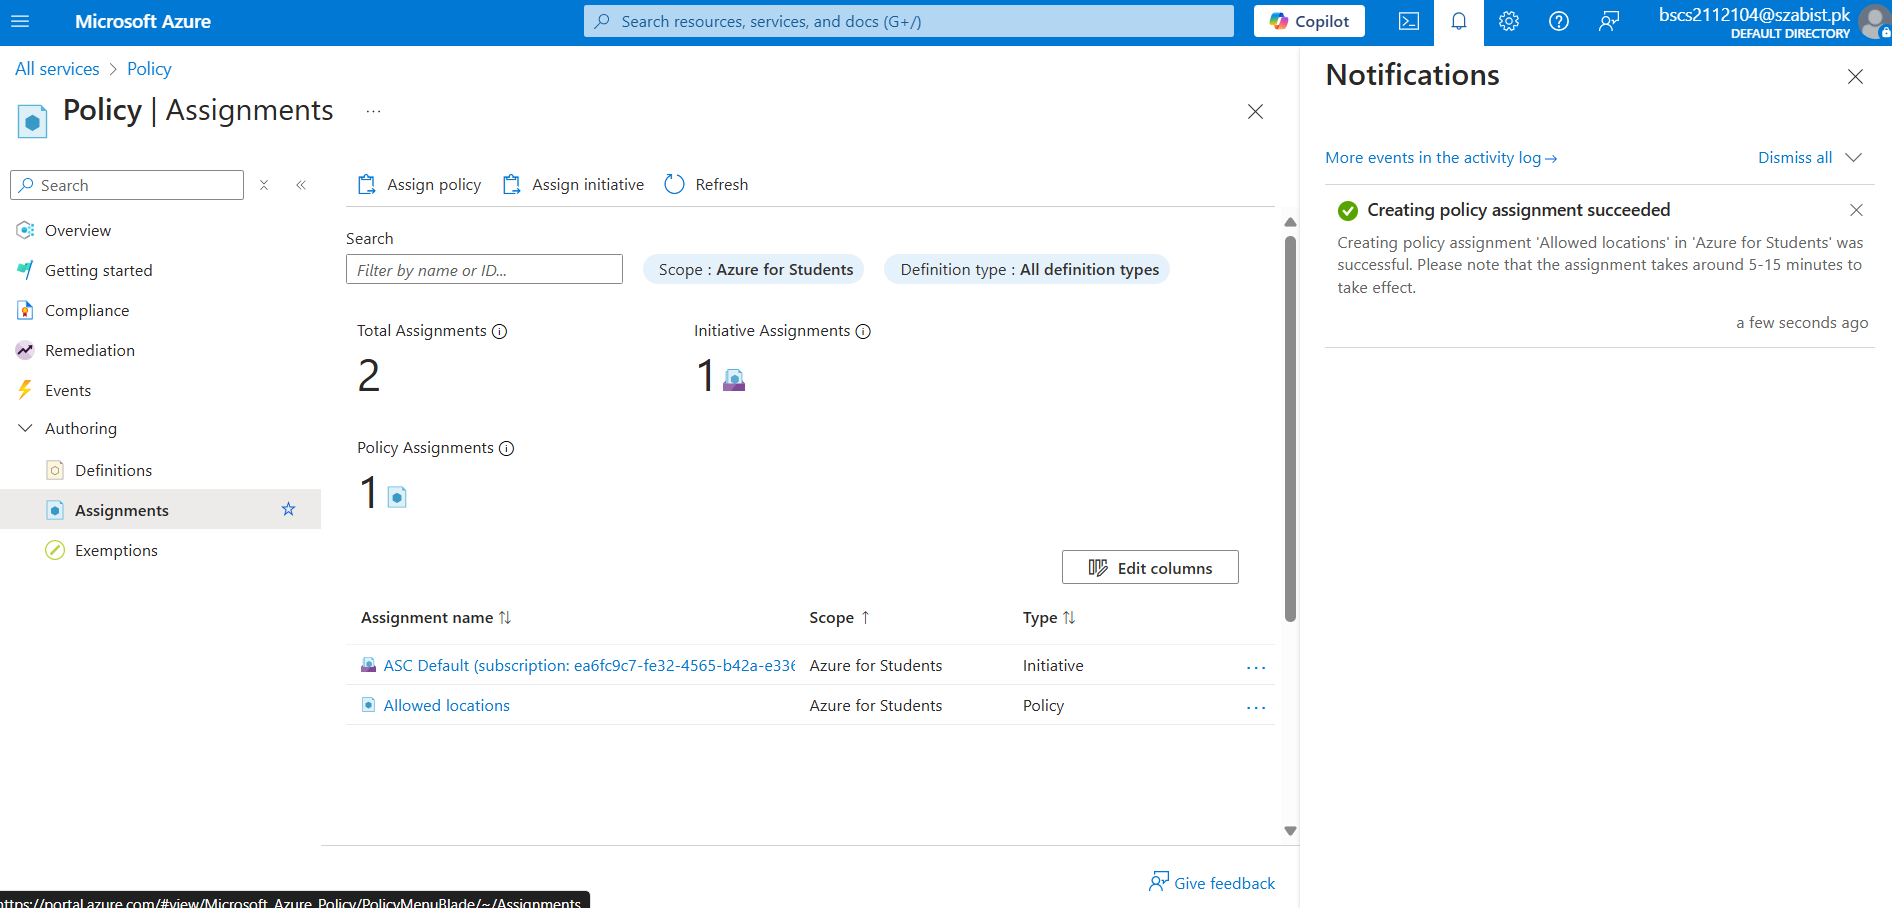 Microsoft Azure
Search resources, services, and docs (G+/)
Copilot
bscs2112104@szabist.pk
DEFAULT DIRECTORY
All services > Policy
Policy | Assignments ...
Search
Overview
Getting started
Compliance
Remediation
Events
Authoring
Definitions
Assignments
Exemptions
Assign policy
Assign initiative
Refresh
Search
Filter by name or ID...
Scope : Azure for Students
Definition type : All definition types
Total Assignments
2
Initiative Assignments
1
Policy Assignments
1
Edit columns
Assignment name Scope Type
ASC Default (subscription: ea6fc9c7-fe32-4565-b42a-e336 Azure for Students Initiative ...
Allowed locations Azure for Students Policy ...
Give feedback
https://portal.azure.com/#view/Microsoft_Azure_Policy/PolicyMenuBlade/~/Assignments
Notifications
More events in the activity log →
Dismiss all
Creating policy assignment succeeded
Creating policy assignment 'Allowed locations' in 'Azure for Students' was
successful. Please note that the assignment takes around 5-15 minutes to
take effect.
a few seconds ago